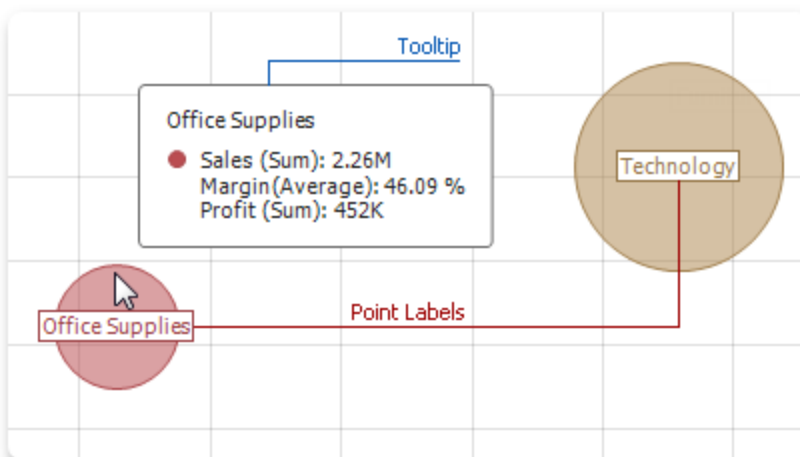 Tooltip
Office Supplies
Sales (Sum): 2.26M
Margin(Average): 46.09 %
Profit (Sum): 452K
Technology
Point Labels
Office Supplies